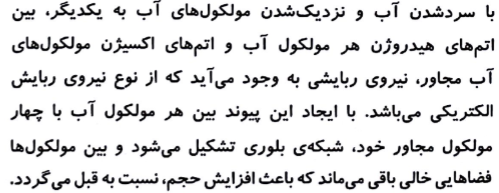 با سردشدن آب و نزدیک‌شدن مولکول‌های آب به یکدیگر، بین
اتم‌های هیدروژن هر مولکول آب و اتم‌های اکسیژن مولکول‌های
آب مجاور، نیروی ربایشی به وجود می‌آید که از نوع نیروی ربایش
الکتریکی می‌باشد. با ایجاد این پیوند بین هر مولکول آب با چهار
مولکول مجاور خود، شبکه‌ی بلوری تشکیل می‌شود و بین مولکول‌ها
فضاهایی خالی باقی می‌ماند که باعث افزایش حجم، نسبت به قبل می‌گردد.